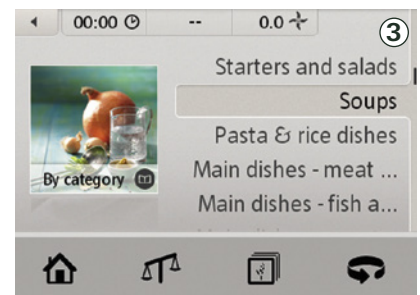 00:00 -- 0.0
3
Starters and salads
Soups
Pasta & rice dishes
Main dishes - meat ...
Main dishes - fish a...
By category